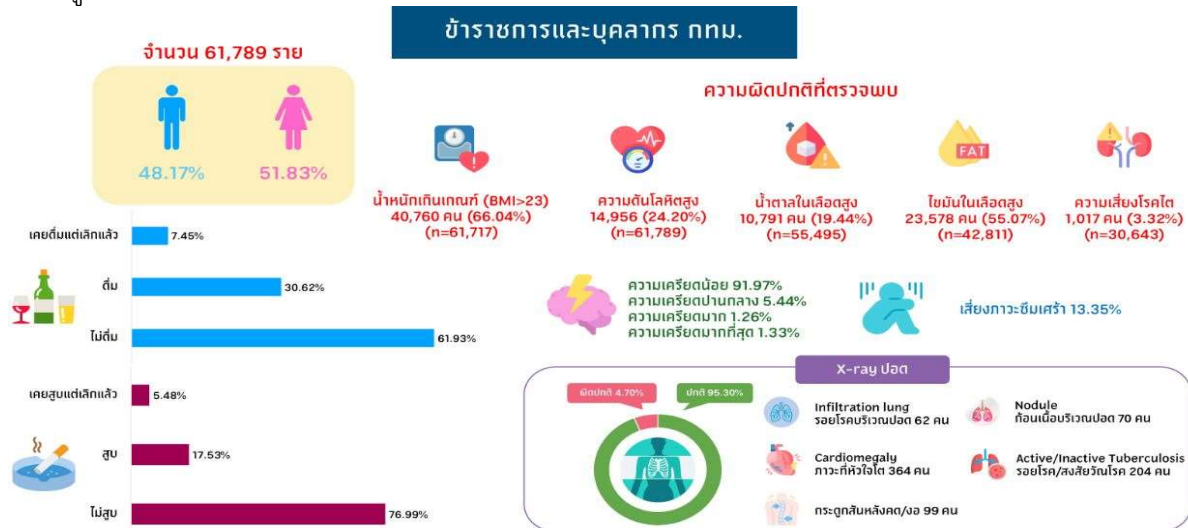 ข้าราชการและบุคลากร กทม.
จำนวน 61,789 ราย
48.17%
51.83%
ความผิดปกติที่ตรวจพบ
FAT
น้ำหนักเกินเกณฑ์ (BMI>23)
40,760 คน (66.04%)
(n=61,717)
ความดันโลหิตสูง
14,956 (24.20%)
(n=61,789)
น้ำตาลในเลือดสูง
10,791 คน (19.44%)
(n=55,495)
ไขมันในเลือดสูง
23,578 คน (55.07%)
(n=42,811)
ความเสี่ยงโรคไต
1,017 คน (3.32%)
(n=30,643)
เคยดื่มแต่เลิกแล้ว
7.45%
ดื่ม
30.62%
ไม่ดื่ม
61.93%
เคยสูบแต่เลิกแล้ว
5.48%
สูบ
17.53%
ไม่สูบ
76.99%
ความเครียดน้อย 91.97%
ความเครียดปานกลาง 5.44%
ความเครียดมาก 1.26%
ความเครียดมากที่สุด 1.33%
เสี่ยงภาวะซึมเศร้า 13.35%
X-ray ปอด
ผิดปกติ 4.70%
ปกติ 95.30%
Infiltration lung
รอยโรคบริเวณปอด 62 คน
Nodule
ก้อนเนื้อบริเวณปอด 70 คน
Cardiomegaly
ภาวะที่หัวใจโต 364 คน
Active/Inactive Tuberculosis
รอยโรค/สงสัยวัณโรค 204 คน
กระดูกสันหลังคด/งอ 99 คน